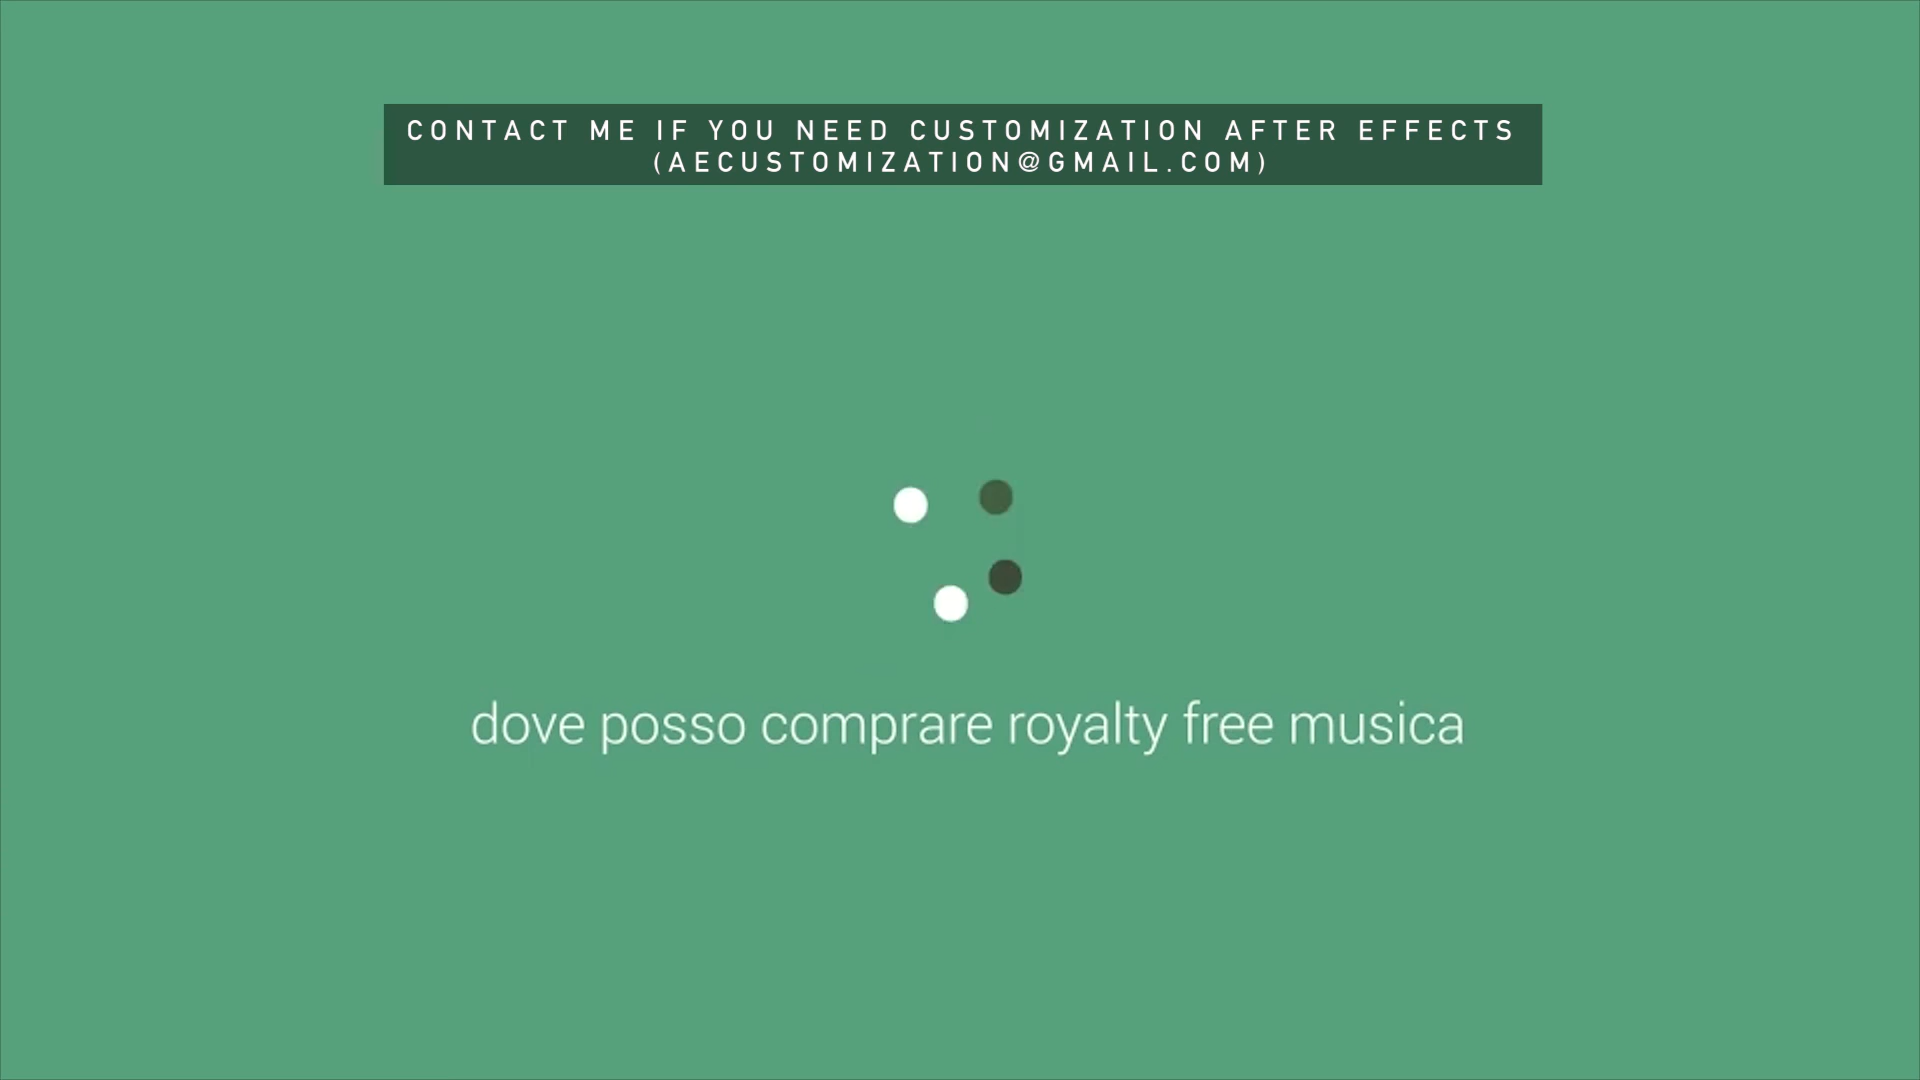 CONTACT ME IF YOU NEED CUSTOMIZATION AFTER EFFECTS
(AECUSTOMIZATION@GMAIL.COM)
dove posso comprare royalty free musica